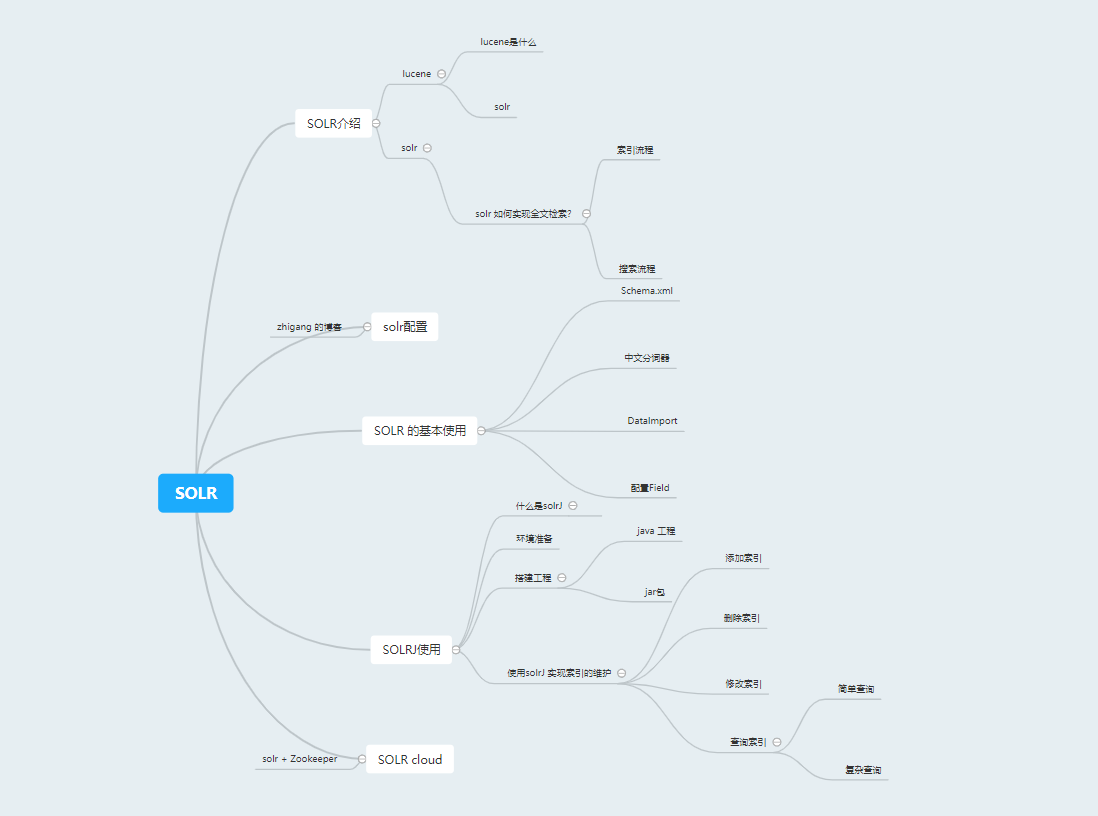 SOLR
SOLR介绍
lucene
lucene是什么
solr
solr
solr 如何实现全文检索？
索引流程
搜索流程
solr配置
zhigang 的博客
SOLR 的基本使用
Schema.xml
中文分词器
DataImport
配置Field
SOLRJ使用
什么是solrJ
环境准备
搭建工程
java 工程
jar包
使用solrJ 实现索引的维护
添加索引
删除索引
修改索引
查询索引
简单查询
复杂查询
SOLR cloud
solr + Zookeeper